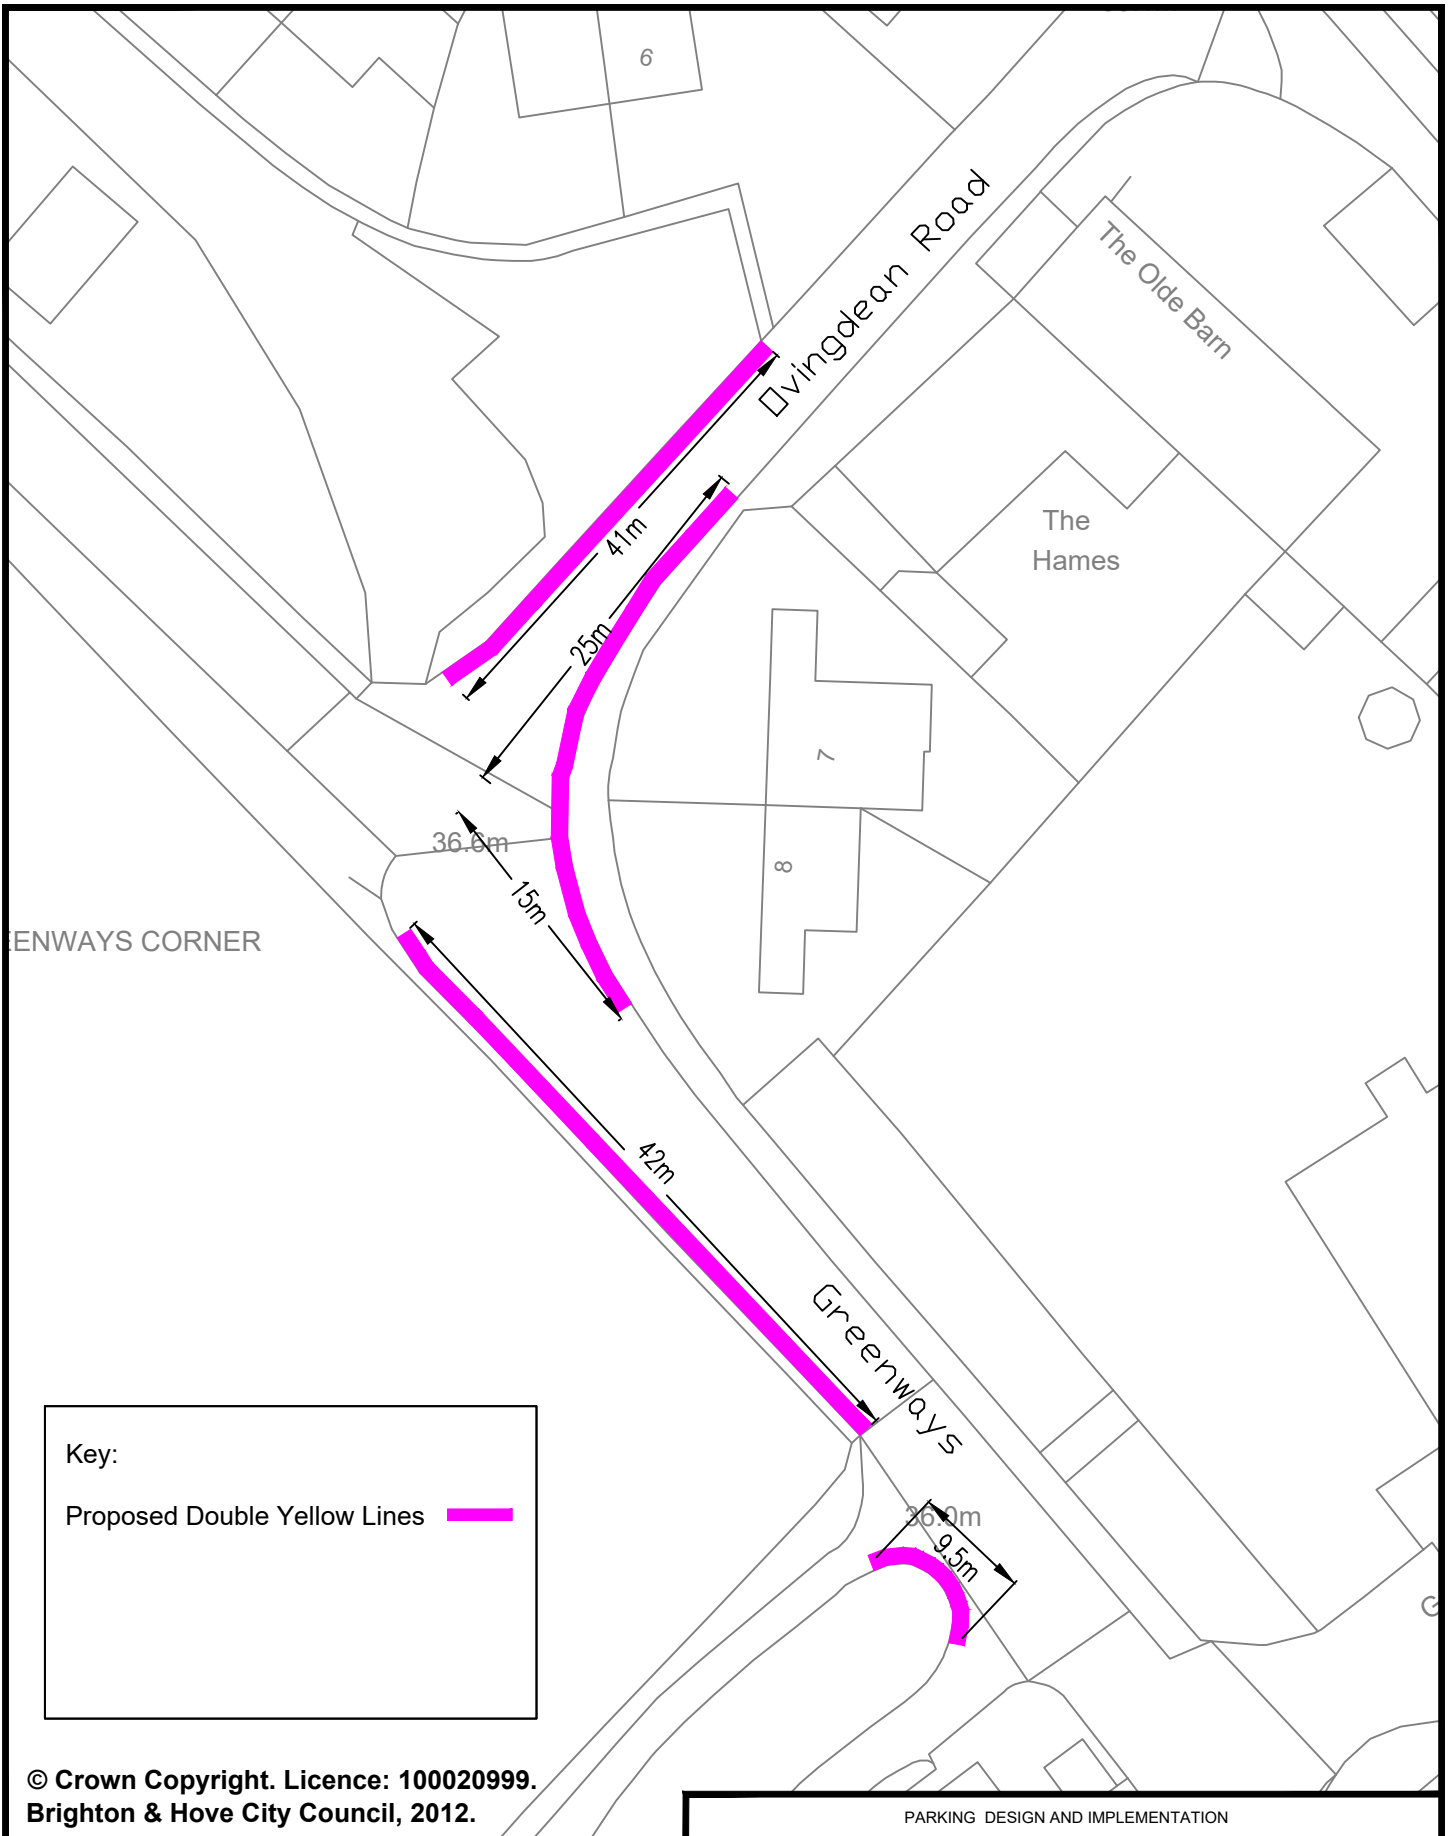 6
Ovingdean Road
The Olde Barn
41m
The
Hames
25m
7
36.6m
8
15m
EENWAYS CORNER
42m
Greenways
Key:
Proposed Double Yellow Lines
36.0m
9.5m
G
© Crown Copyright. Licence: 100020999.
Brighton & Hove City Council, 2012.
PARKING DESIGN AND IMPLEMENTATION